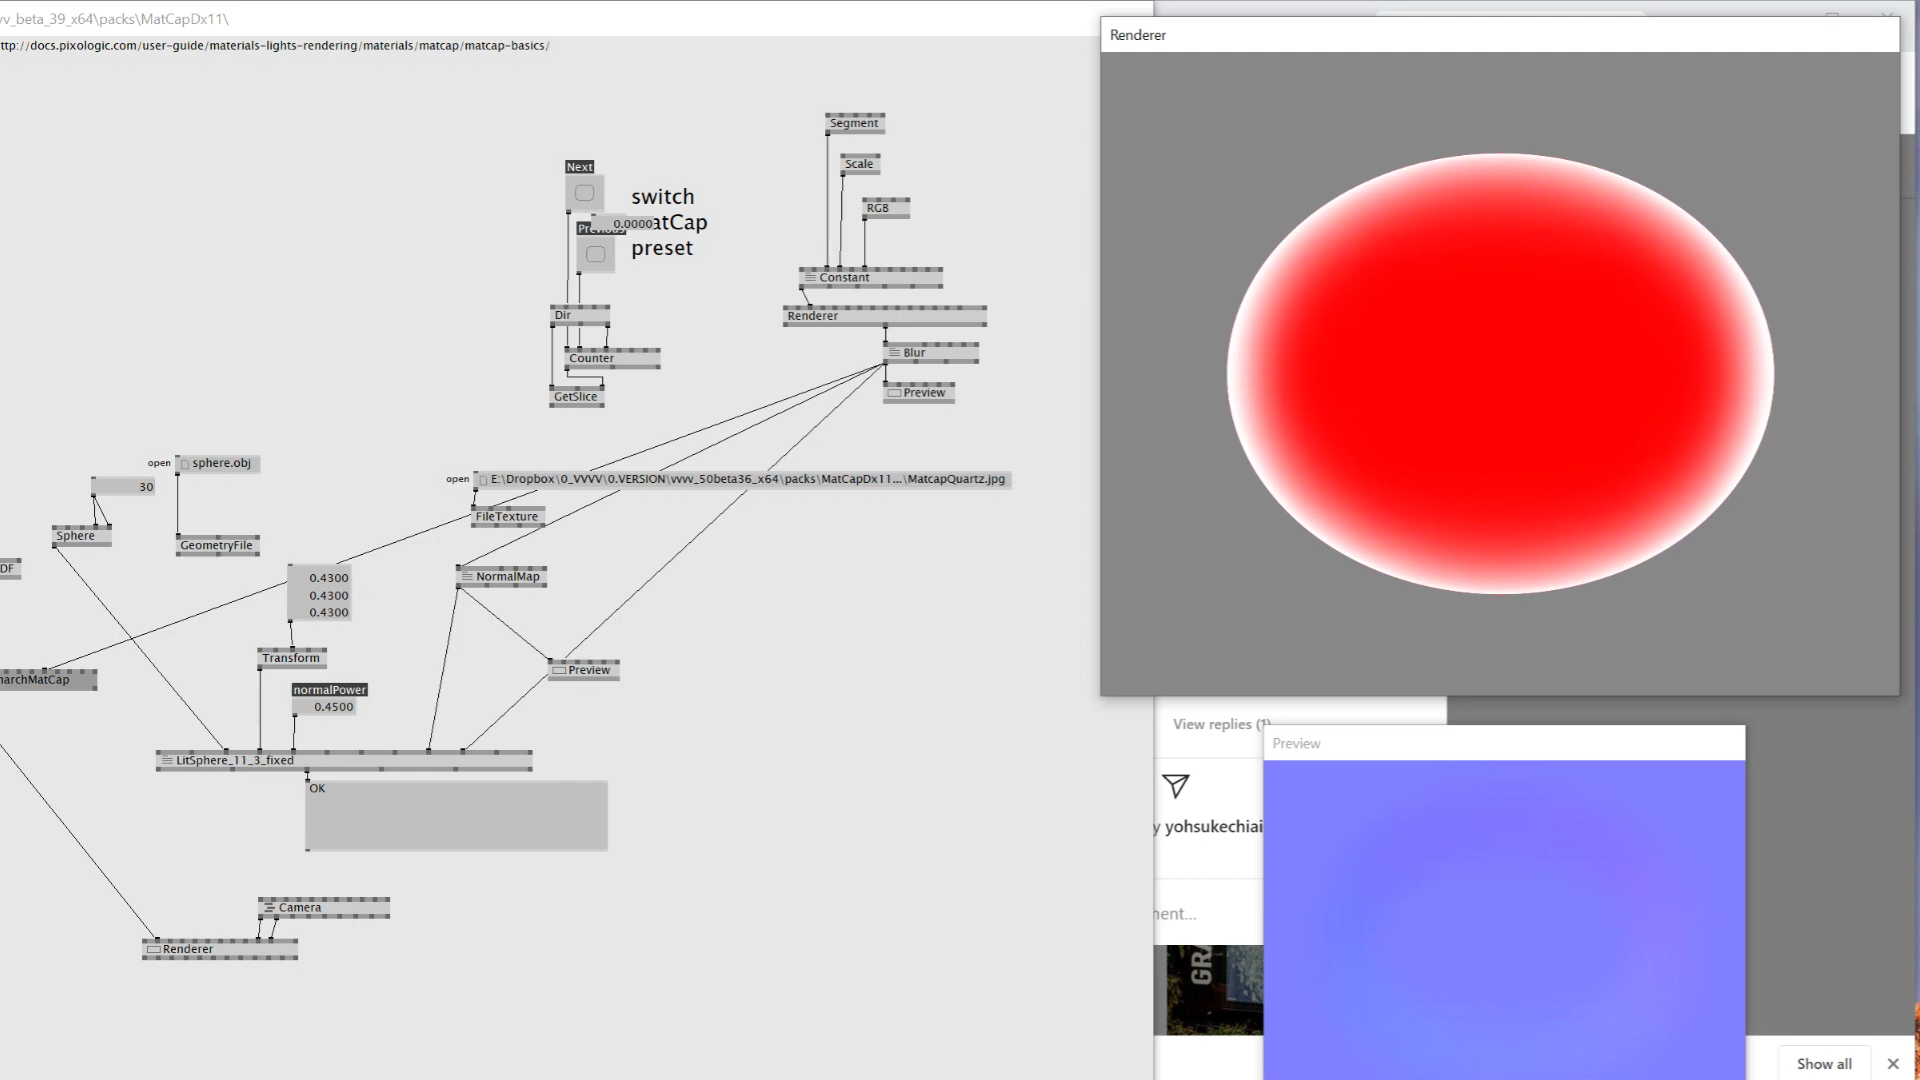 vv_beta_39_x64\packs\MatCapDx11\
ttp://docs.pixologic.com/user-guide/materials-lights-rendering/materials/matcap/matcap-basics/
Renderer
Segment
Scale
RGB
Next
switch
0.0000
atCap
preset
Constant
Renderer
Dir
Counter
GetSlice
Blur
Preview
open
sphere.obj
30
Sphere
GeometryFile
DF
open
E:\Dropbox\0_VVVV\0.VERSION\vvvv_50beta36_x64\packs\MatCapDx11...\MatcapQuartz.jpg
FileTexture
NormalMap
0.4300
0.4300
0.4300
Transform
Preview
archMatCap
normalPower
0.4500
LitSphere_11_3_fixed
OK
Camera
Renderer
View replies (1)
Preview
y yohsukechiai
ent...
GRA
Show all